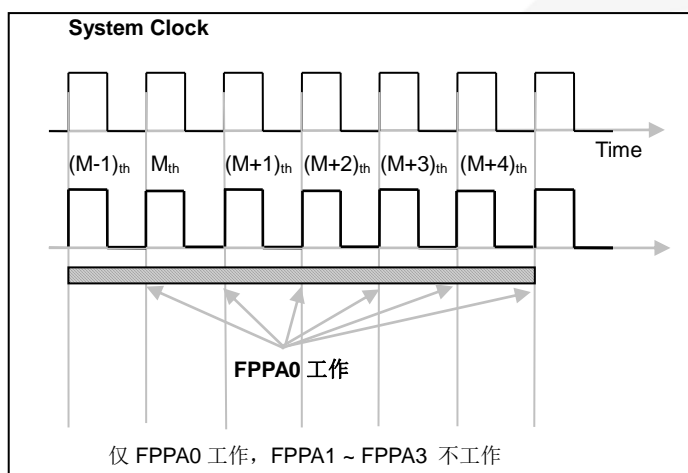 System Clock
Time
(M-1)th Mth (M+1)th (M+2)th (M+3)th (M+4)th
FPPA0 工作
仅 FPPA0 工作，FPPA1 ~ FPPA3 不工作